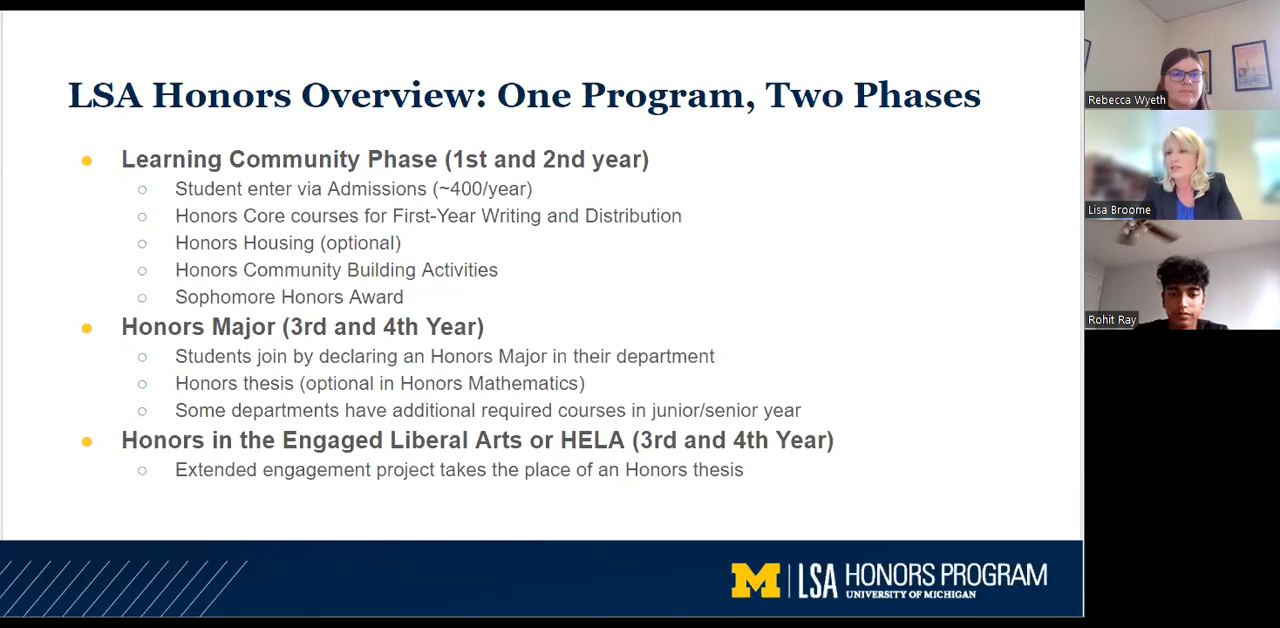 LSA Honors Overview: One Program, Two Phases
Learning Community Phase (1st and 2nd year)
Student enter via Admissions (~400/year)
Honors Core courses for First-Year Writing and Distribution
Honors Housing (optional)
Honors Community Building Activities
Sophomore Honors Award
Honors Major (3rd and 4th Year)
Students join by declaring an Honors Major in their department
Honors thesis (optional in Honors Mathematics)
Some departments have additional required courses in junior/senior year
Honors in the Engaged Liberal Arts or HELA (3rd and 4th Year)
Extended engagement project takes the place of an Honors thesis
M LSA HONORS PROGRAM
UNIVERSITY OF MICHIGAN
Rebecca Wyeth
Lisa Broome
Rohit Ray